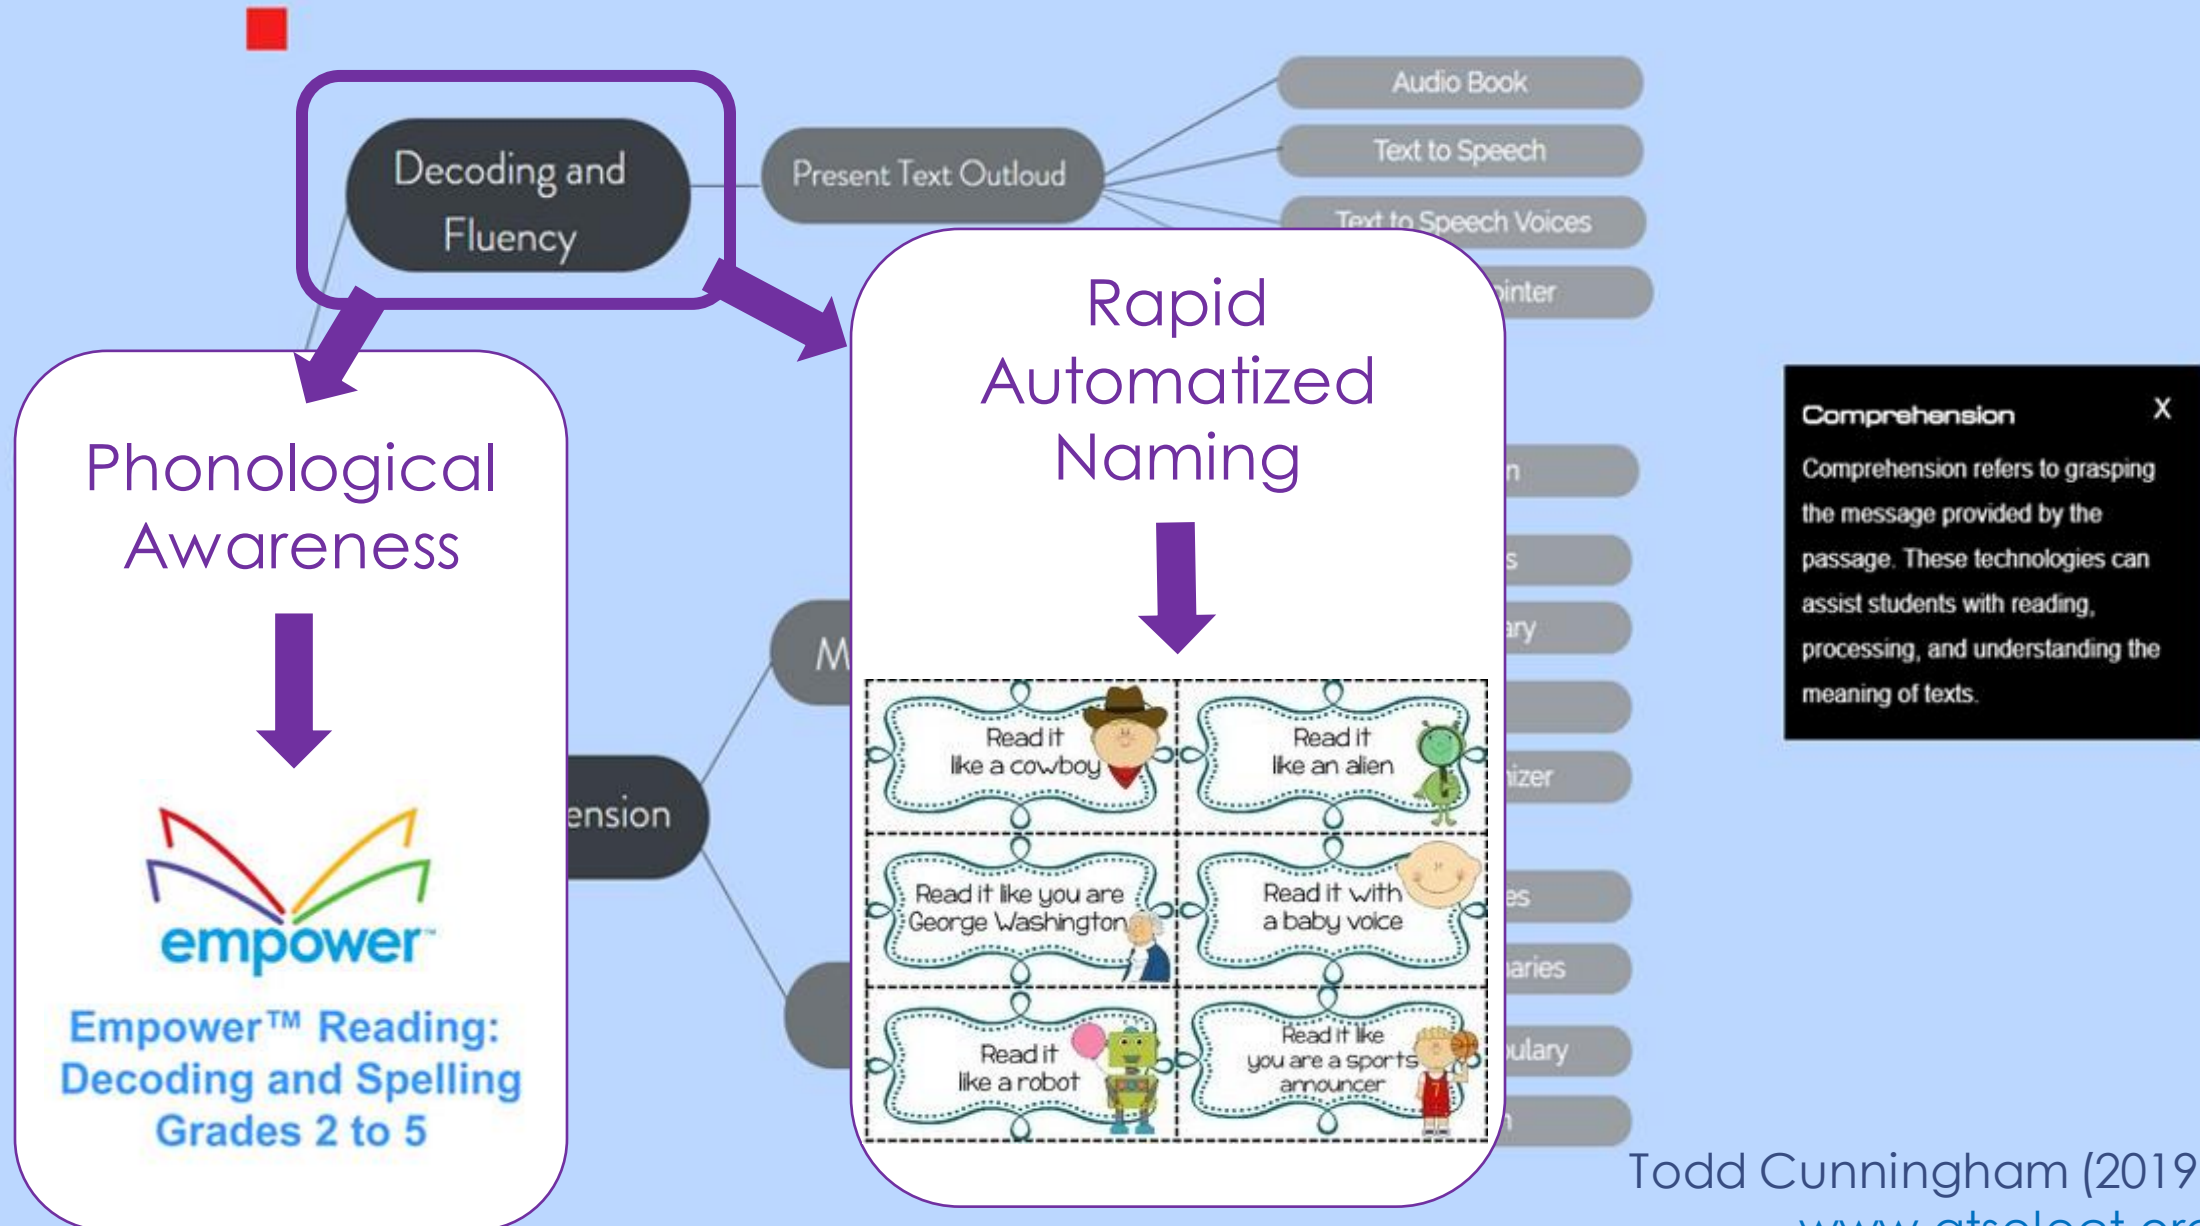 Decoding and
Fluency
Present Text Outloud
Audio Book
Text to Speech
Text to Speech Voices
Phonological
Awareness
empower™
Empower™ Reading:
Decoding and Spelling
Grades 2 to 5
Rapid
Automatized
Naming
Read it
like a cowboy
Read it
like an alien
Read it like you are
George Washington
Read it with
a baby voice
Read it
like a robot
Read it like
you are a sports
announcer
Comprehension X
Comprehension refers to grasping
the message provided by the
passage. These technologies can
assist students with reading,
processing, and understanding the
meaning of texts.
Todd Cunningham (2019